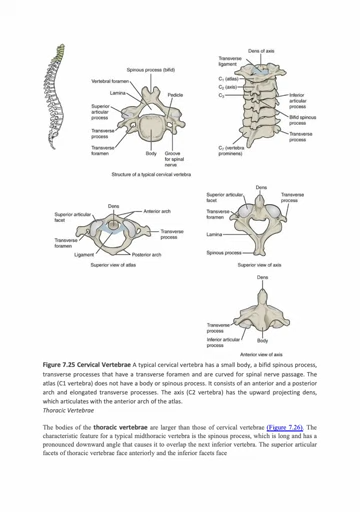 Spinous process (bifid)
Vertebral foramen
Lamina
Pedicle
Superior
articular
process
Transverse
process
Transverse
foramen
Body
Groove
for spinal
nerve
Structure of a typical cervical vertebra
Dens of axis
Transverse
ligament
C1 (atlas)
C2 (axis)
C3
Inferior
articular
process
Bifid spinous
process
Transverse
process
C7 (vertebra
prominens)
Dens
Anterior arch
Superior articular
facet
Transverse
process
Transverse
foramen
Ligament
Posterior arch
Superior view of atlas
Dens
Superior articular
facet
Transverse
process
Transverse
foramen
Lamina
Spinous process
Superior view of axis
Dens
Transverse
process
Inferior articular
process
Body
Anterior view of axis
Figure 7.25 Cervical Vertebrae A typical cervical vertebra has a small body, a bifid spinous process,
transverse processes that have a transverse foramen and are curved for spinal nerve passage. The
atlas (C1 vertebra) does not have a body or spinous process. It consists of an anterior and a posterior
arch and elongated transverse processes. The axis (C2 vertebra) has the upward projecting dens,
which articulates with the anterior arch of the atlas.
Thoracic Vertebrae
The bodies of the thoracic vertebrae are larger than those of cervical vertebrae (Figure 7.26). The
characteristic feature for a typical midthoracic vertebra is the spinous process, which is long and has a
pronounced downward angle that causes it to overlap the next inferior vertebra. The superior articular
facets of thoracic vertebrae face anteriorly and the inferior facets face